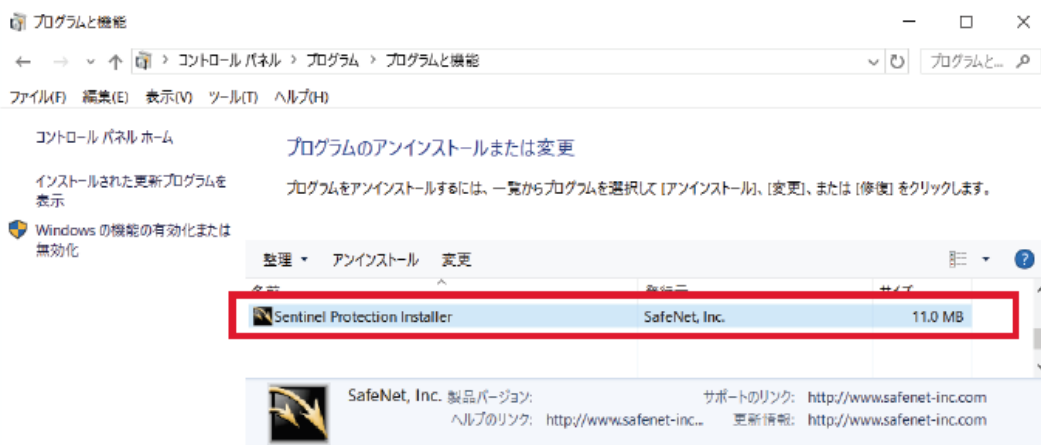 プログラムと機能
コントロール パネル > プログラム > プログラムと機能
プログラムと...
ファイル(F) 編集(E) 表示(V) ツール(T) ヘルプ(H)
コントロール パネル ホーム
インストールされた更新プログラムを
表示
Windows の機能の有効化または
無効化
プログラムのアンインストールまたは変更
プログラムをアンインストールするには、一覧からプログラムを選択して [アンインストール]、[変更]、または [修復] をクリックします。
整理 アンインストール 変更
名前 発行元 サイズ
Sentinel Protection Installer SafeNet, Inc. 11.0 MB
SafeNet, Inc. 製品バージョン: サポートのリンク: http://www.safenet-inc.com
ヘルプのリンク: http://www.safenet-inc... 更新情報: http://www.safenet-inc.com